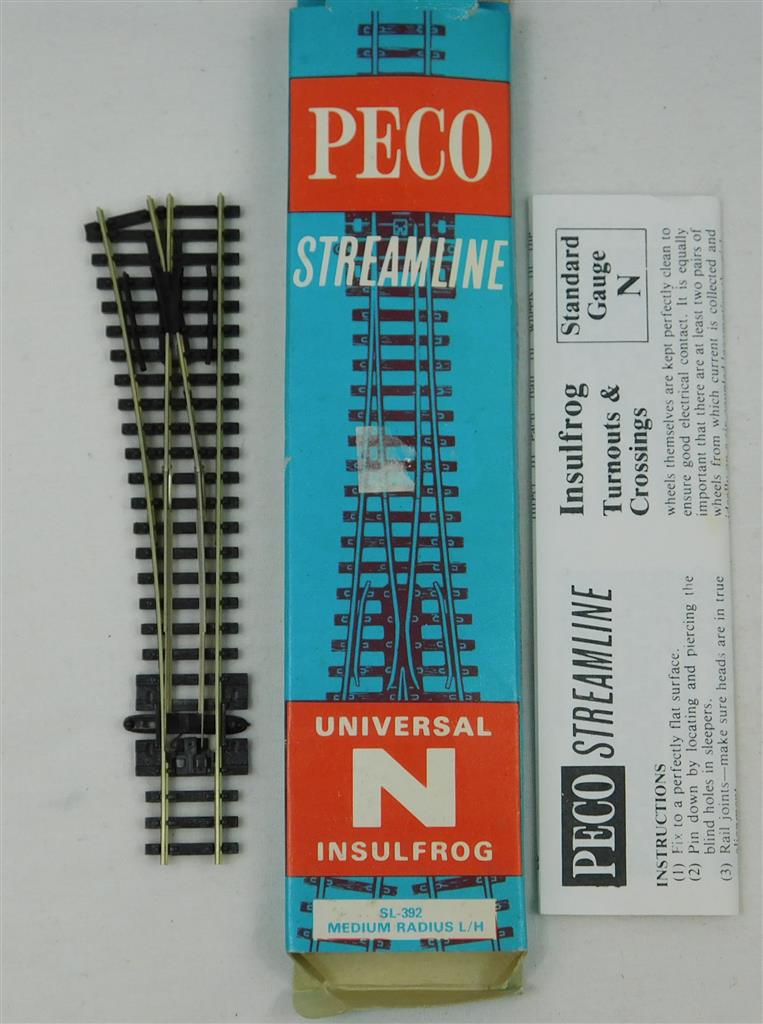 PECO
STREAMLINE
UNIVERSAL
N
INSULFROG
SL-392
MEDIUM RADIUS L/H
PECO STREAMLINE
INSTRUCTIONS
(1) Fix to a perfectly flat surface.
(2) Pin down by locating and piercing the
blind holes in sleepers.
(3) Rail joints—make sure heads are in true
Insulfrog
Turnouts &
Crossings
Standard
Gauge
N
wheels themselves are kept perfectly clean to
ensure good electrical contact. It is equally
important that there are at least two pairs of
wheels from which current is collected and